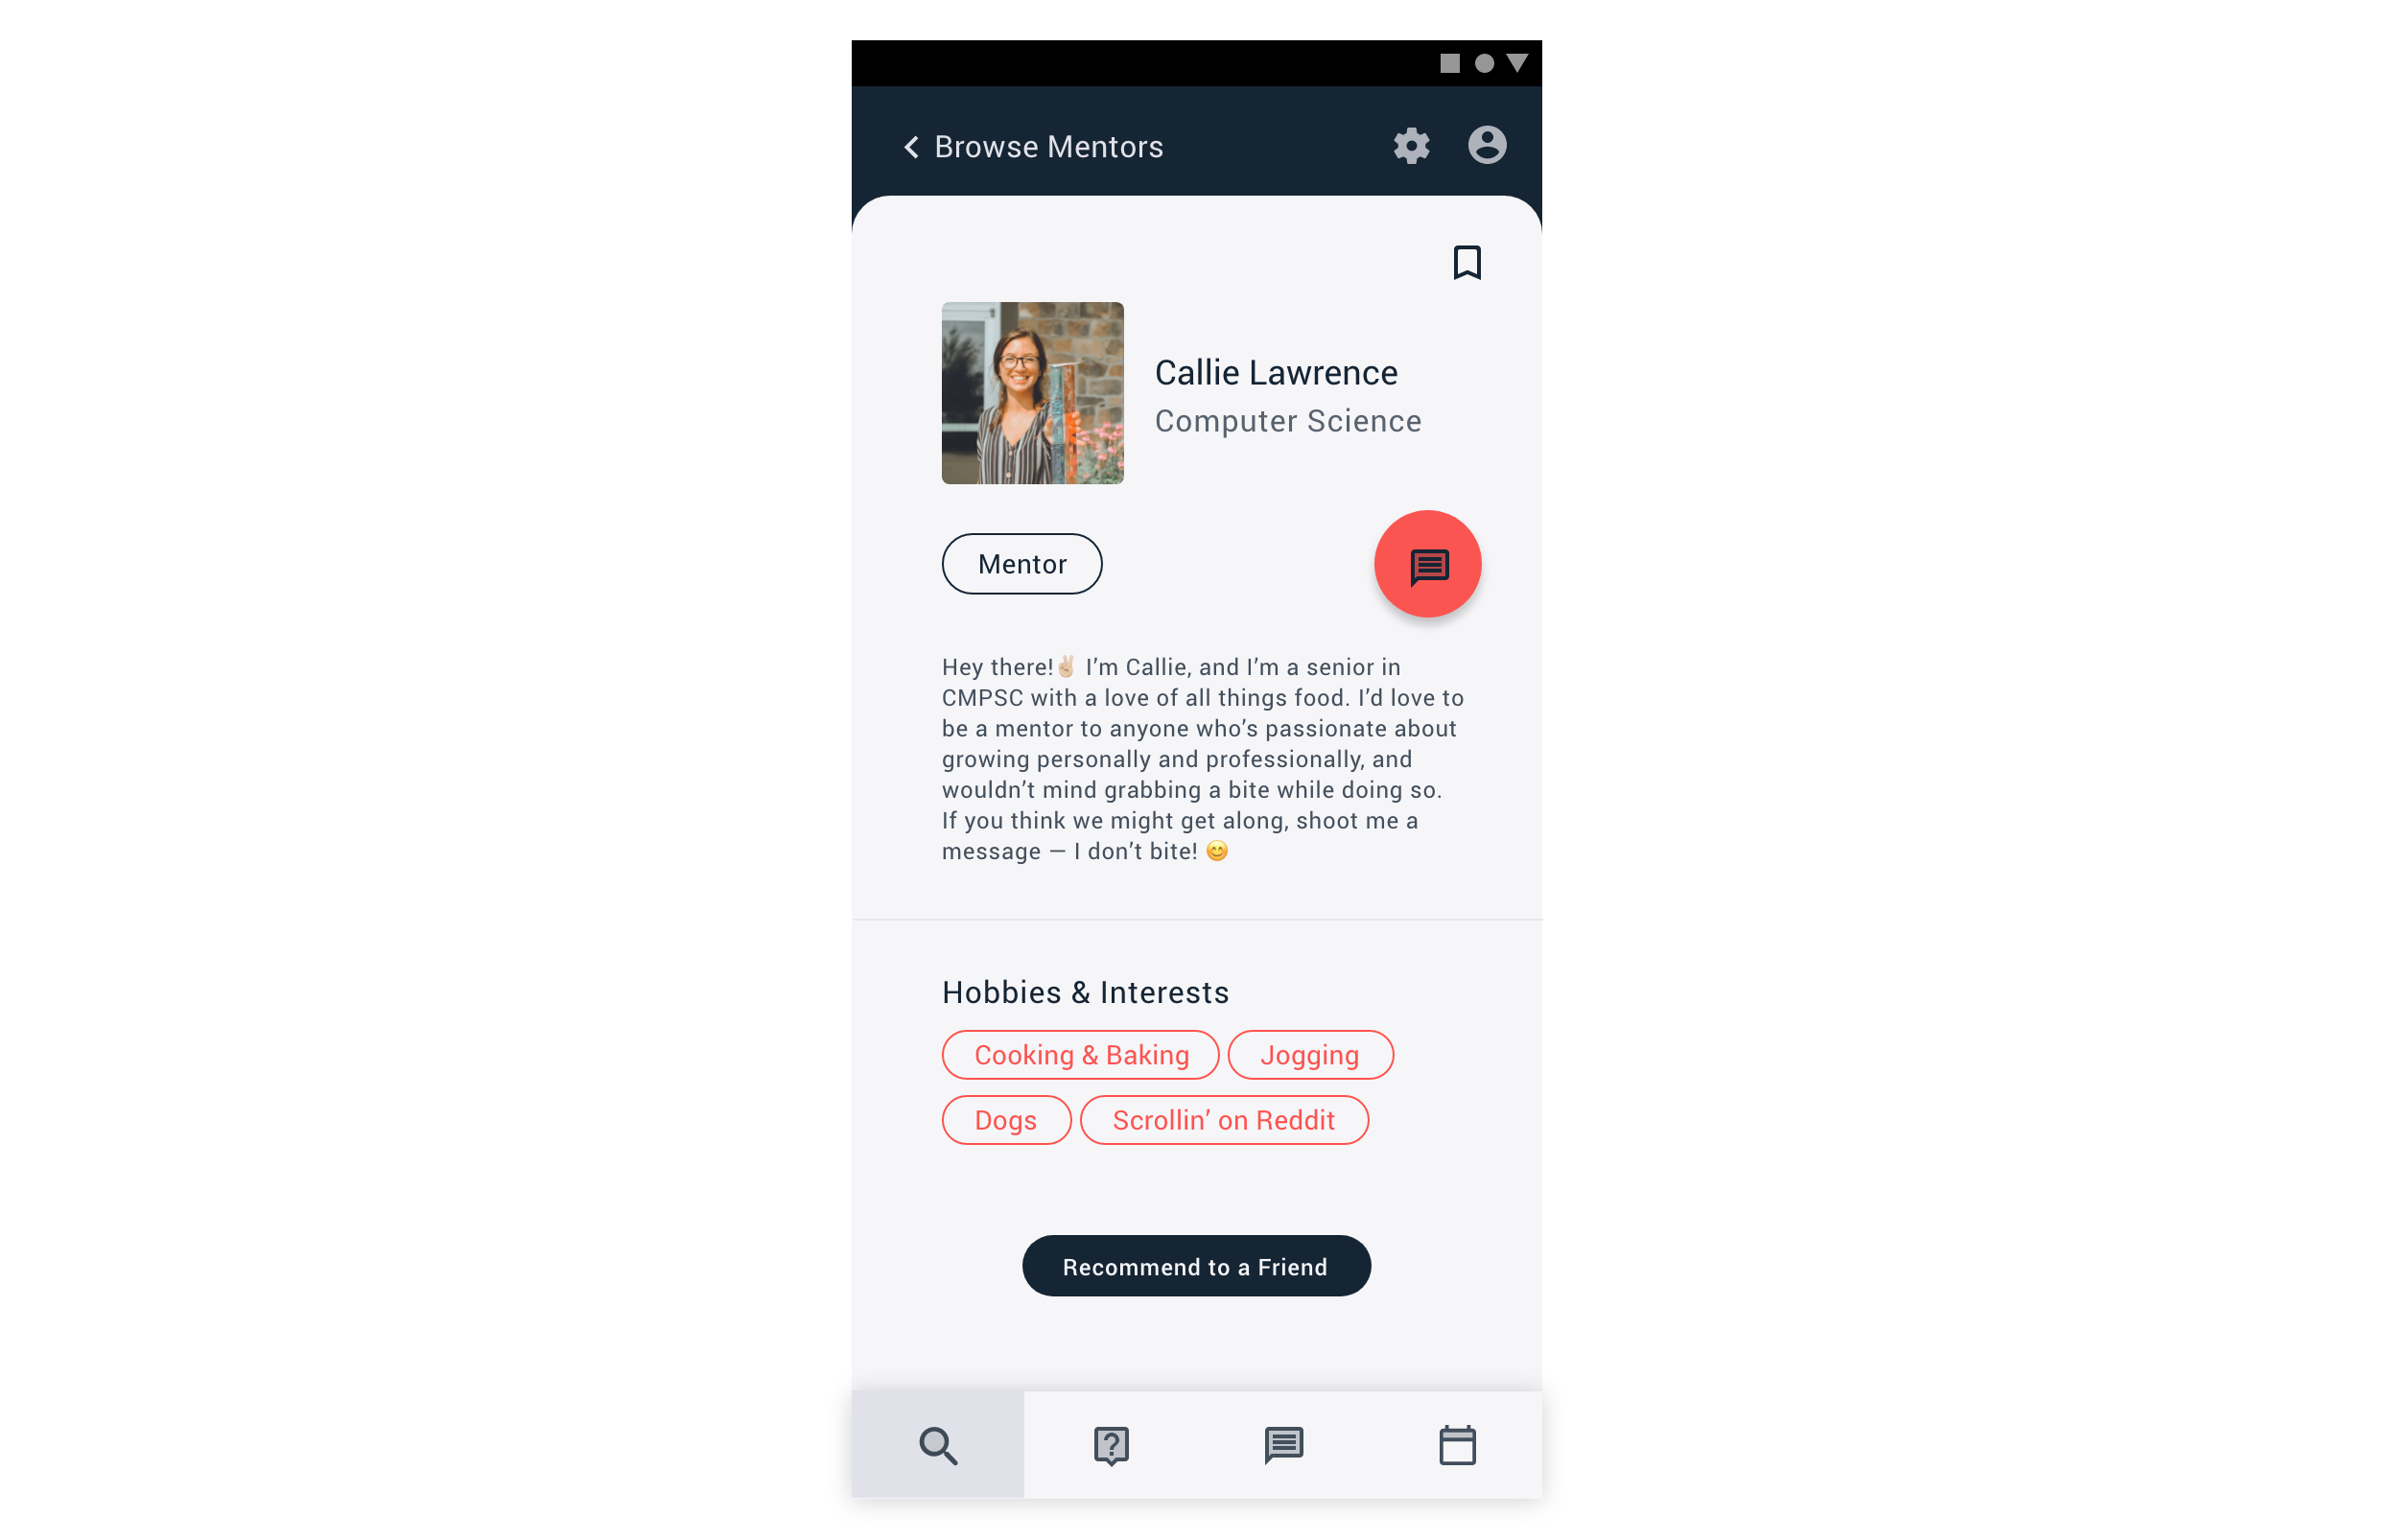 Browse Mentors
Callie Lawrence
Computer Science
Mentor
Hey there!✌🏼 I’m Callie, and I’m a senior in
CMPSC with a love of all things food. I’d love to
be a mentor to anyone who’s passionate about
growing personally and professionally, and
wouldn’t mind grabbing a bite while doing so.
If you think we might get along, shoot me a
message — I don’t bite! 😊
Hobbies & Interests
Cooking & Baking
Jogging
Dogs
Scrollin’ on Reddit
Recommend to a Friend